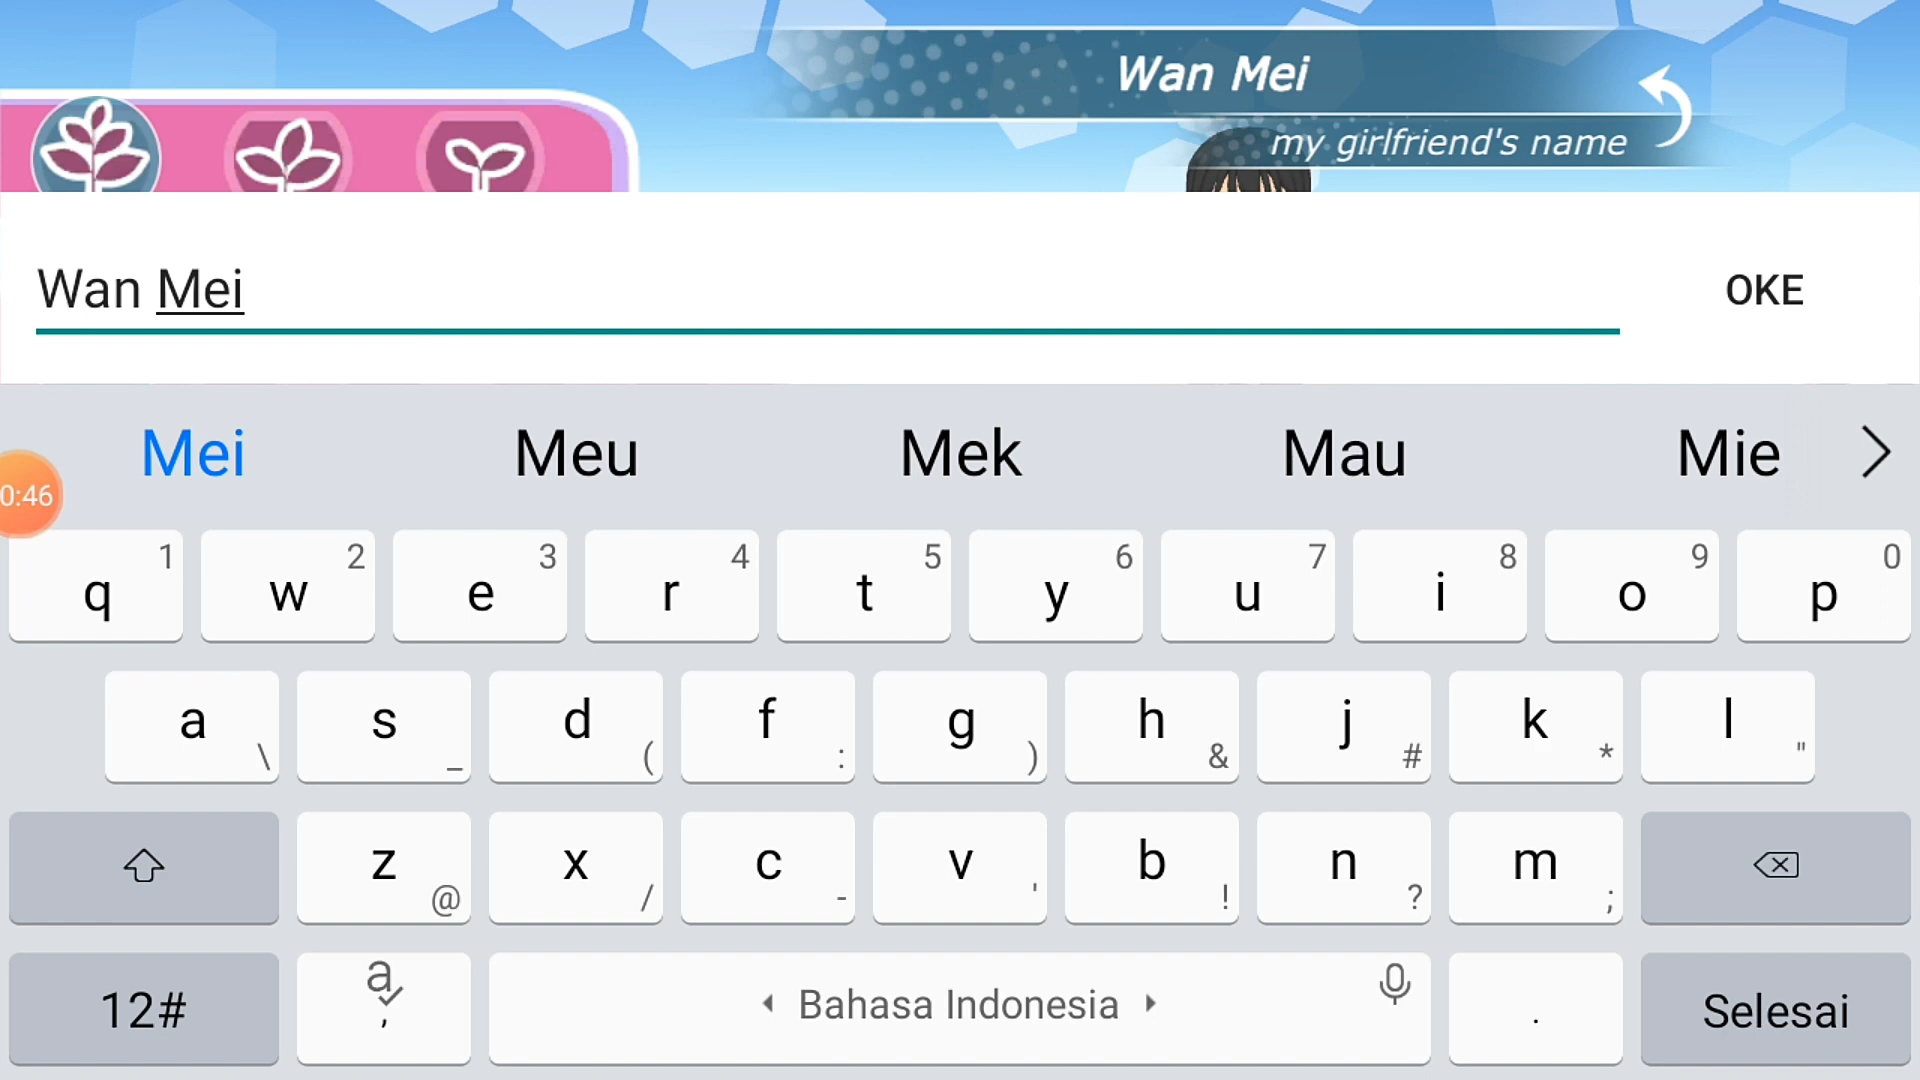 Wan Mei
my girlfriend's name
Wan Mei
OKE
Mei Meu Mek Mau Mie
0:46
1 2 3 4 5 6 7 8 9 0
q w e r t y u i o p
a s d f g h j k l
\ _ ( : ) & # * "
z x c v b n m
@ / - ' ! ? ;
12# a , Bahasa Indonesia . Selesai